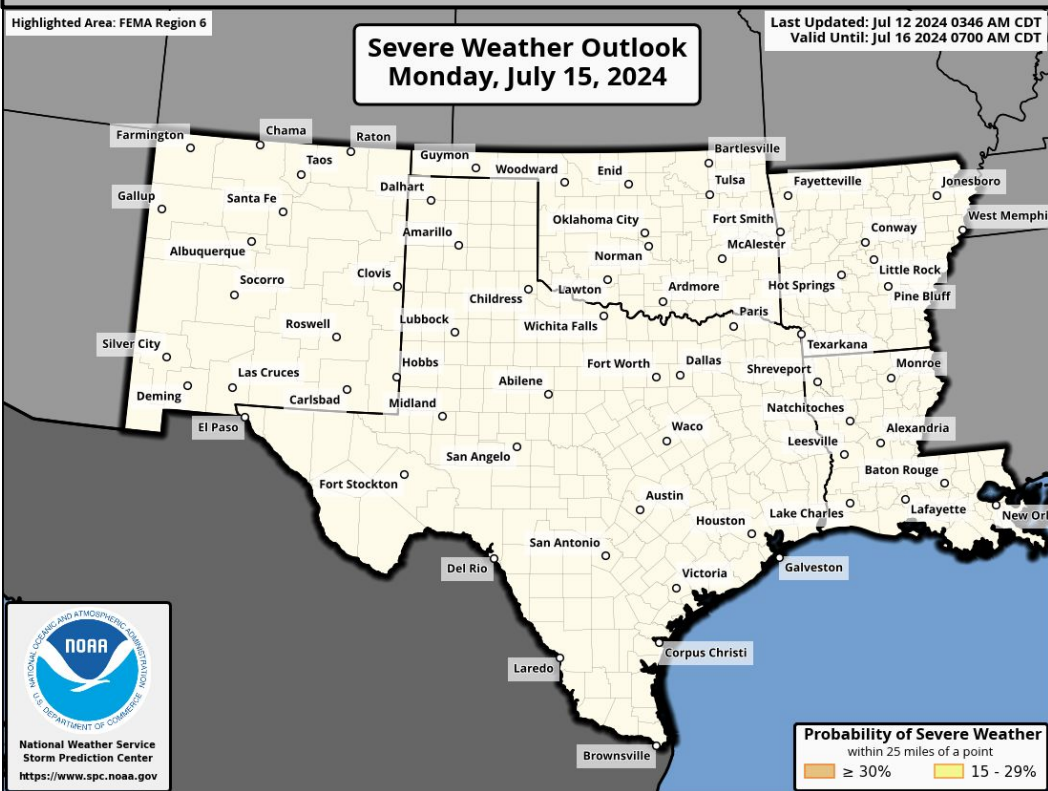 Highlighted Area: FEMA Region 6
Last Updated: Jul 12 2024 0346 AM CDT
Valid Until: Jul 16 2024 0700 AM CDT
Severe Weather Outlook
Monday, July 15, 2024
Farmington
Chama
Raton
Taos
Guymon
Woodward
Enid
Bartlesville
Tulsa
Fayetteville
Jonesboro
Gallup
Santa Fe
Dalhart
Oklahoma City
Fort Smith
West Memphi
Albuquerque
Amarillo
Norman
McAlester
Conway
Socorro
Clovis
Childress
Lawton
Ardmore
Hot Springs
Little Rock
Pine Bluff
Roswell
Lubbock
Wichita Falls
Paris
Texarkana
Silver City
Las Cruces
Hobbs
Abilene
Fort Worth
Dallas
Shreveport
Monroe
Deming
Carlsbad
Midland
Natchitoches
El Paso
Waco
Leesville
Alexandria
San Angelo
Fort Stockton
Baton Rouge
Austin
Houston
Lake Charles
Lafayette
New Orl
San Antonio
Del Rio
Galveston
Victoria
Laredo
Corpus Christi
Brownsville
NATIONAL OCEANIC AND ATMOSPHERIC ADMINISTRATION
NOAA
U.S. DEPARTMENT OF COMMERCE
National Weather Service
Storm Prediction Center
https://www.spc.noaa.gov
Probability of Severe Weather
within 25 miles of a point
≥ 30%
15 - 29%